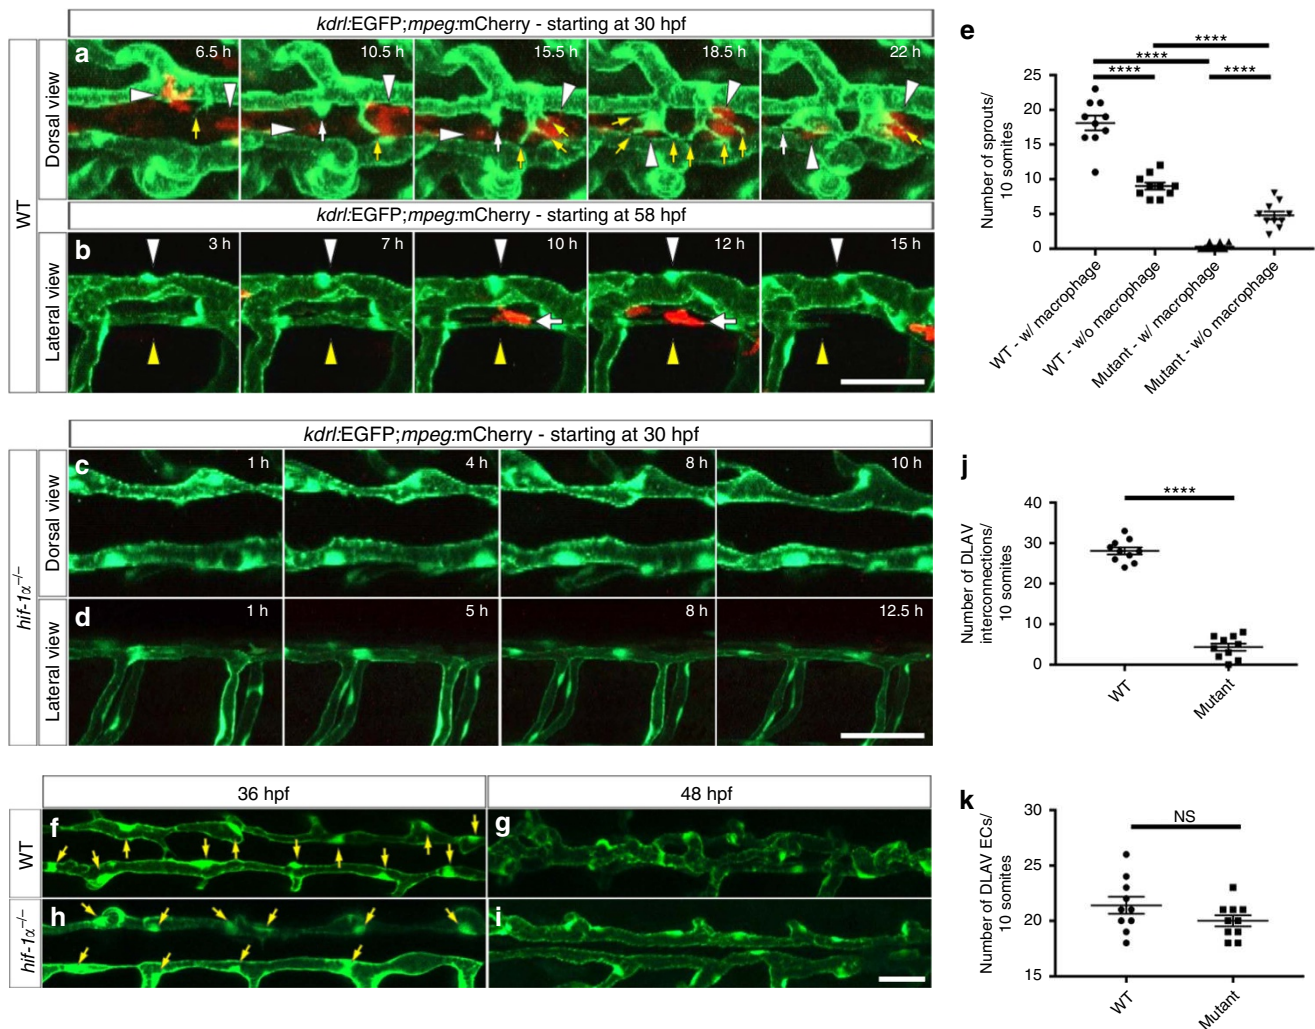 kdrl:EGFP;mpeg:mCherry - starting at 30 hpf
WT
Dorsal view
a
6.5 h
10.5 h
15.5 h
18.5 h
22 h
kdrl:EGFP;mpeg:mCherry - starting at 58 hpf
Lateral view
b
3 h
7 h
10 h
12 h
15 h
e
Number of sprouts/
10 somites
25
20
15
10
5
0
****
****
****
****
WT - w/ macrophage
WT - w/o macrophage
Mutant - w/ macrophage
Mutant - w/o macrophage
kdrl:EGFP;mpeg:mCherry - starting at 30 hpf
hif-1α−/−
Dorsal view
c
1 h
4 h
8 h
10 h
Lateral view
d
1 h
5 h
8 h
12.5 h
j
Number of DLAV
interconnections/
10 somites
40
30
20
10
0
****
WT
Mutant
36 hpf
48 hpf
WT
f
g
hif-1α−/−
h
i
k
Number of DLAV ECs/
10 somites
30
25
20
15
NS
WT
Mutant